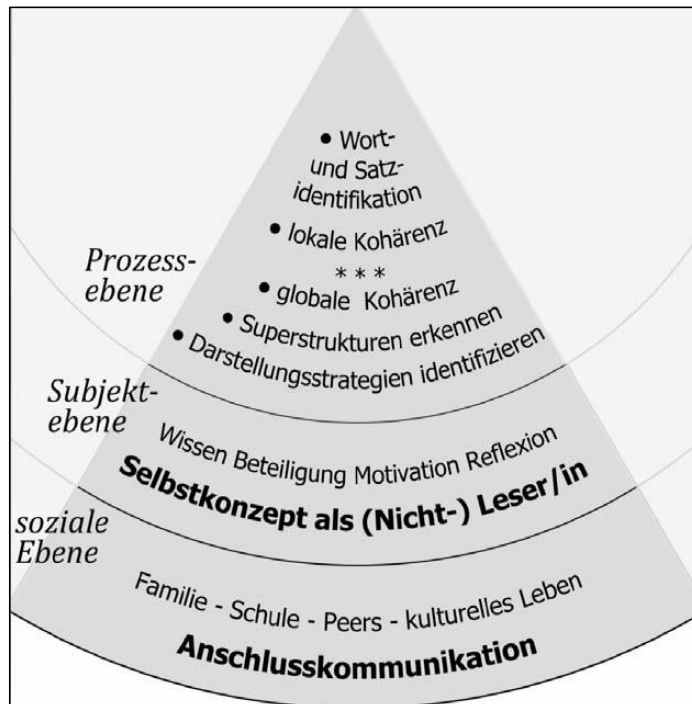 • Wort-
und Satz-
identifikation
• lokale Kohärenz
* * *
• globale Kohärenz
• Superstrukturen erkennen
• Darstellungsstrategien identifizieren
Prozess-
ebene
Wissen Beteiligung Motivation Reflexion
Selbstkonzept als (Nicht-) Leser/in
Subjekt-
ebene
Familie - Schule - Peers - kulturelles Leben
Anschlusskommunikation
soziale
Ebene